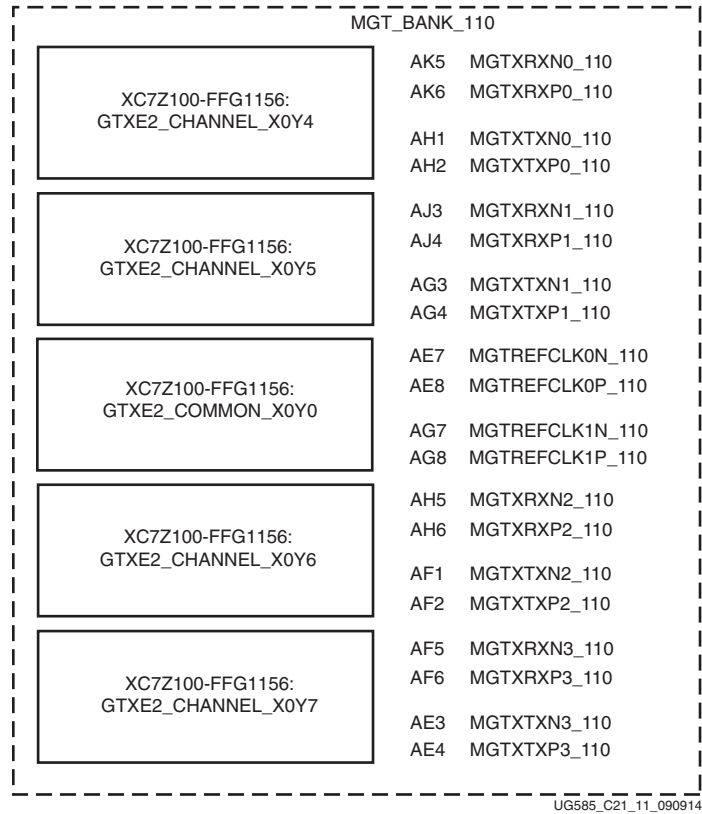 MGT_BANK_110
AK5 MGTXRXN0_110
AK6 MGTXRXP0_110
XC7Z100-FFG1156:
GTXE2_CHANNEL_X0Y4
AH1 MGTXTXN0_110
AH2 MGTXTXP0_110
AJ3 MGTXRXN1_110
AJ4 MGTXRXP1_110
XC7Z100-FFG1156:
GTXE2_CHANNEL_X0Y5
AG3 MGTXTXN1_110
AG4 MGTXTXP1_110
AE7 MGTREFCLK0N_110
AE8 MGTREFCLK0P_110
XC7Z100-FFG1156:
GTXE2_COMMON_X0Y0
AG7 MGTREFCLK1N_110
AG8 MGTREFCLK1P_110
AH5 MGTXRXN2_110
AH6 MGTXRXP2_110
XC7Z100-FFG1156:
GTXE2_CHANNEL_X0Y6
AF1 MGTXTXN2_110
AF2 MGTXTXP2_110
AF5 MGTXRXN3_110
AF6 MGTXRXP3_110
XC7Z100-FFG1156:
GTXE2_CHANNEL_X0Y7
AE3 MGTXTXN3_110
AE4 MGTXTXP3_110
UG585_C21_11_090914